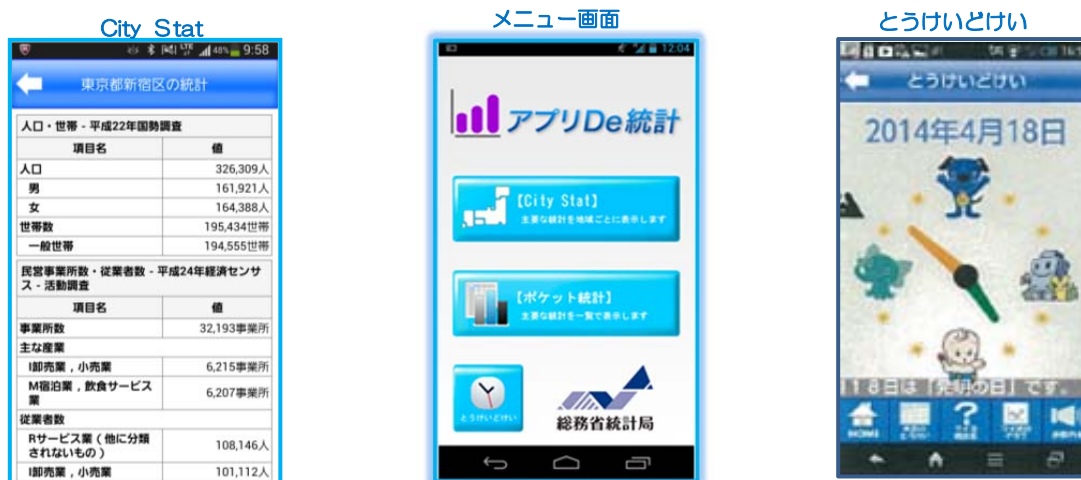 City Stat
9:58
48%
東京都新宿区の統計
人口・世帯 - 平成22年国勢調査
項目名 値
人口 326,309人
男 161,921人
女 164,388人
世帯数 195,434世帯
一般世帯 194,555世帯
民営事業所数・従業者数 - 平成24年経済センサス - 活動調査
項目名 値
事業所数 32,193事業所
主な産業
I卸売業，小売業 6,215事業所
M宿泊業，飲食サービス業 6,207事業所
従業者数
Rサービス業（他に分類されないもの） 108,146人
I卸売業，小売業 101,112人
メニュー画面
12:04
アプリDe統計
【City Stat】
主要な統計を地域ごとに表示します
【ポケット統計】
主要な統計を一覧で表示します
とうけいどけい
総務省統計局
とうけいどけい
とうけいどけい
2014年4月18日
18日は「発明の日」です。
HOME